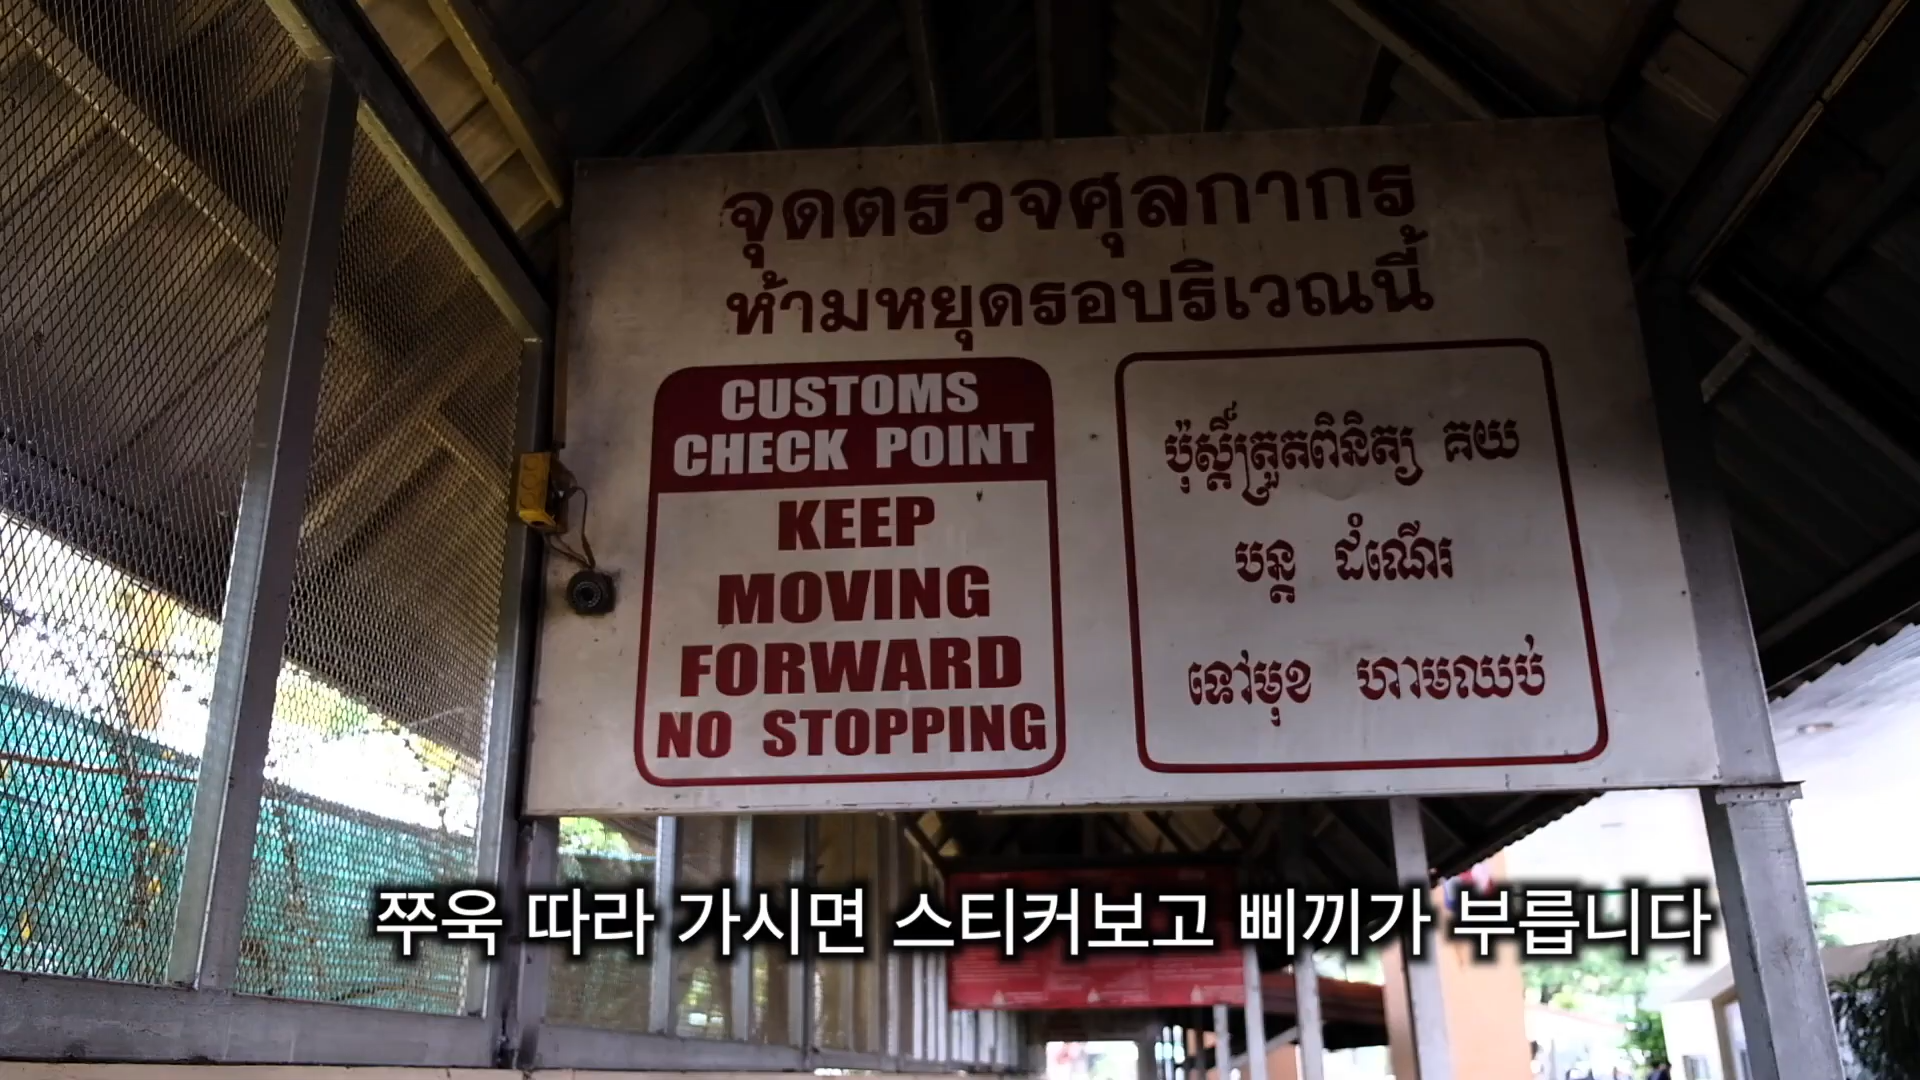 จุดตรวจศุลกากร
ห้ามหยุดรอบริเวณนี้
CUSTOMS
CHECK POINT
KEEP
MOVING
FORWARD
NO STOPPING
ប៉ុស្តិ៍ត្រួតពិនិត្យ គយ
បន្ត ដំណើរ
ទៅមុខ ហាមឈប់
쭈욱 따라 가시면 스티커보고 삐끼가 부릅니다